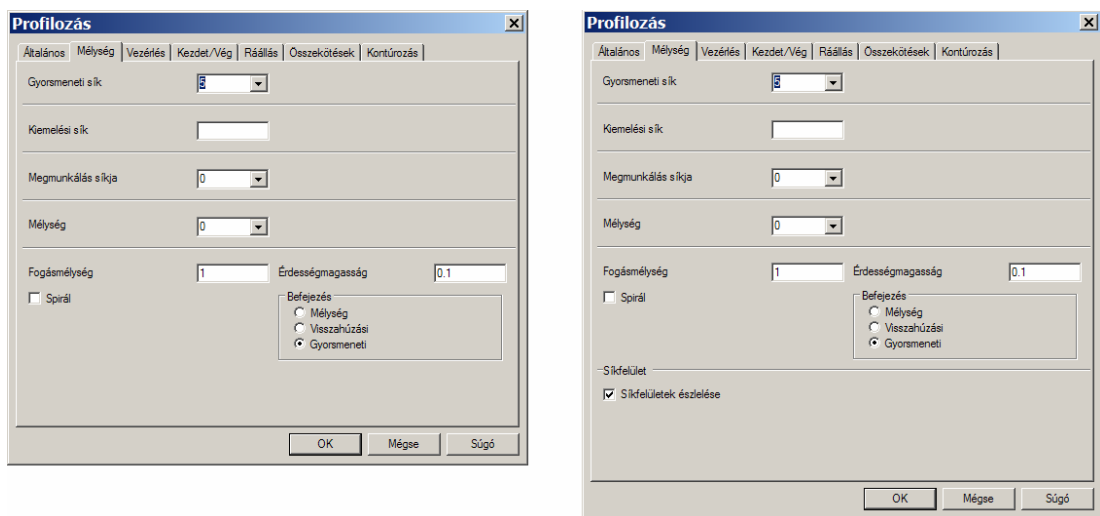 Profilozás
Általános Mélység Vezérlés Kezdet/Vég Ráállás Összekötések Kontúrozás
Gyorsmeneti sík 5
Kiemelési sík
Megmunkálás síkja 0
Mélység 0
Fogásmélység 1 Érdességmagasság 0.1
Spirál
Befejezés
Mélység
Visszahúzási
Gyorsmeneti
OK Mégse Súgó
Profilozás
Általános Mélység Vezérlés Kezdet/Vég Ráállás Összekötések Kontúrozás
Gyorsmeneti sík 5
Kiemelési sík
Megmunkálás síkja 0
Mélység 0
Fogásmélység 1 Érdességmagasság 0.1
Spirál
Befejezés
Mélység
Visszahúzási
Gyorsmeneti
Síkfelület
Síkfelületek észlelése
OK Mégse Súgó